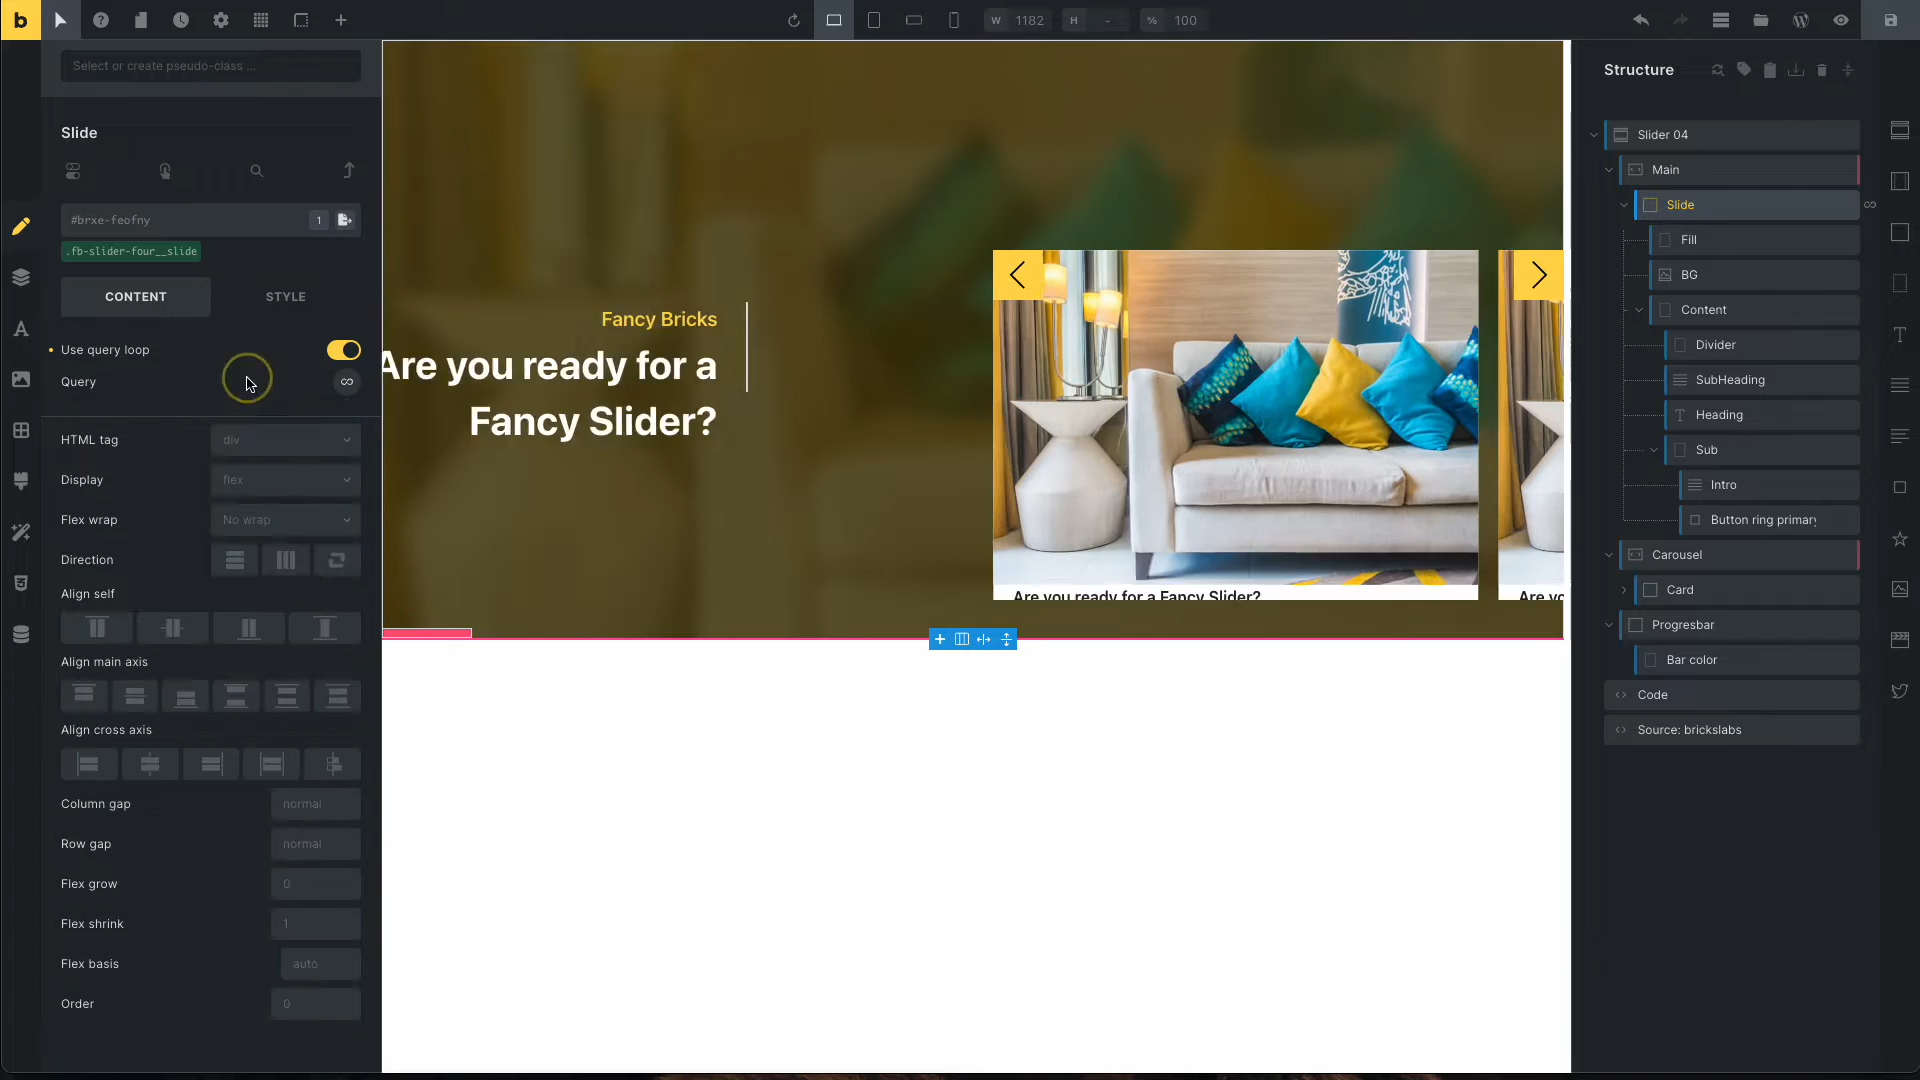 b
W 1182 H - % 100
Select or create pseudo-class ...
Slide
#brxe-feofny 1
.fb-slider-four__slide
CONTENT STYLE
Use query loop
Query
HTML tag div
Display flex
Flex wrap No wrap
Direction
Align self
Align main axis
Align cross axis
Column gap normal
Row gap normal
Flex grow 0
Flex shrink 1
Flex basis auto
Order 0
Fancy Bricks
Are you ready for a
Fancy Slider?
Are you ready for a Fancy Slider?
Are yo
Structure
Slider 04
Main
Slide
Fill
BG
Content
Divider
SubHeading
Heading
Sub
Intro
Button ring primary
Carousel
Card
Progresbar
Bar color
Code
Source: brickslabs